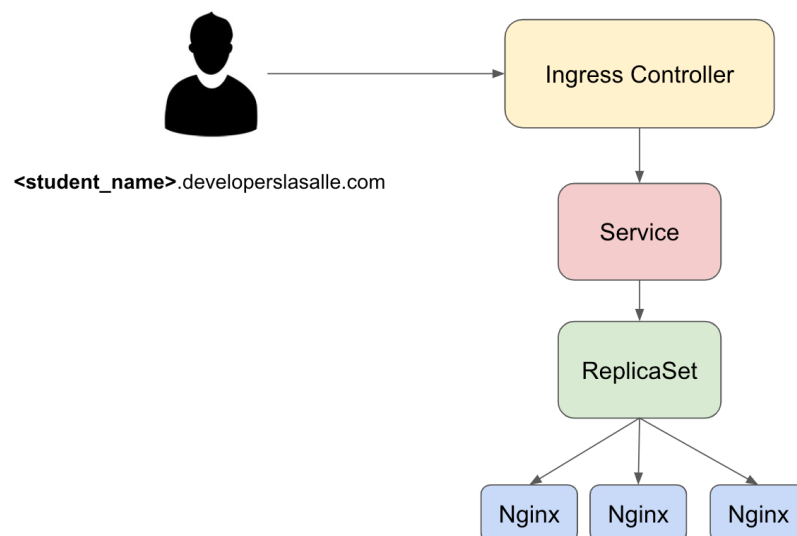 Ingress Controller
<student_name>.developerslasalle.com
Service
ReplicaSet
Nginx
Nginx
Nginx